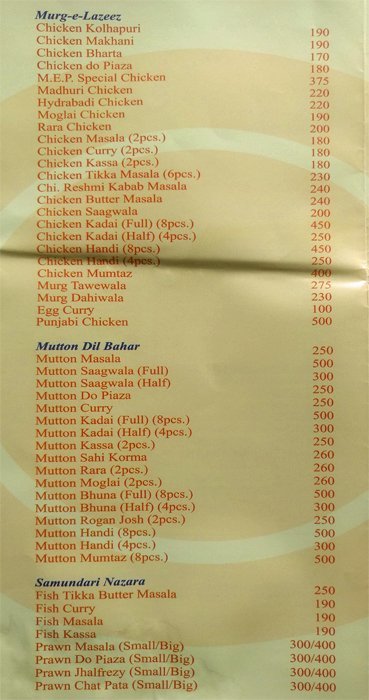 Murg-e-Lazeez
Chicken Kolhapuri 190
Chicken Makhani 190
Chicken Bharta 170
Chicken do Piaza 180
M.E.P. Special Chicken 375
Madhuri Chicken 220
Hydrabadi Chicken 220
Moglai Chicken 190
Rara Chicken 200
Chicken Masala (2pcs.) 180
Chicken Curry (2pcs.) 180
Chicken Kassa (2pcs.) 180
Chicken Tikka Masala (6pcs.) 230
Chi. Reshmi Kabab Masala 240
Chicken Butter Masala 240
Chicken Saagwala 200
Chicken Kadai (Full) (8pcs.) 450
Chicken Kadai (Half) (4pcs.) 250
Chicken Handi (8pcs.) 450
Chicken Handi (4pcs.) 250
Chicken Mumtaz 400
Murg Tawewala 275
Murg Dahiwala 230
Egg Curry 100
Punjabi Chicken 500
Mutton Dil Bahar
Mutton Masala 250
Mutton Saagwala (Full) 500
Mutton Saagwala (Half) 300
Mutton Do Piaza 250
Mutton Curry 250
Mutton Kadai (Full) (8pcs.) 500
Mutton Kadai (Half) (4pcs.) 300
Mutton Kassa (2pcs.) 250
Mutton Sahi Korma 260
Mutton Rara (2pcs.) 260
Mutton Moglai (2pcs.) 260
Mutton Bhuna (Full) (8pcs.) 500
Mutton Bhuna (Half) (4pcs.) 300
Mutton Rogan Josh (2pcs.) 250
Mutton Handi (8pcs.) 500
Mutton Handi (4pcs.) 300
Mutton Mumtaz (8pcs.) 500
Samundari Nazara
Fish Tikka Butter Masala 250
Fish Curry 190
Fish Masala 190
Fish Kassa 190
Prawn Masala (Small/Big) 300/400
Prawn Do Piaza (Small/Big) 300/400
Prawn Jhalfrezy (Small/Big) 300/400
Prawn Chat Pata (Small/Big) 300/400